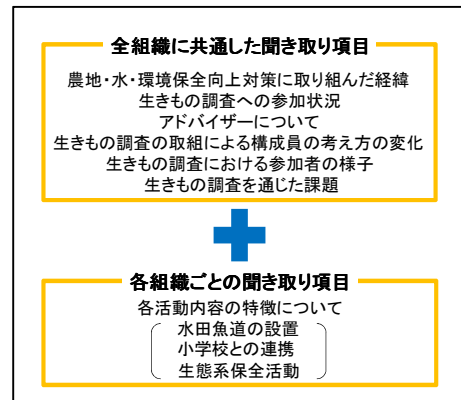 全組織に共通した聞き取り項目
農地・水・環境保全向上対策に取り組んだ経緯
生きもの調査への参加状況
アドバイザーについて
生きもの調査の取組による構成員の考え方の変化
生きもの調査における参加者の様子
生きもの調査を通じた課題
各組織ごとの聞き取り項目
各活動内容の特徴について
水田魚道の設置
小学校との連携
生態系保全活動